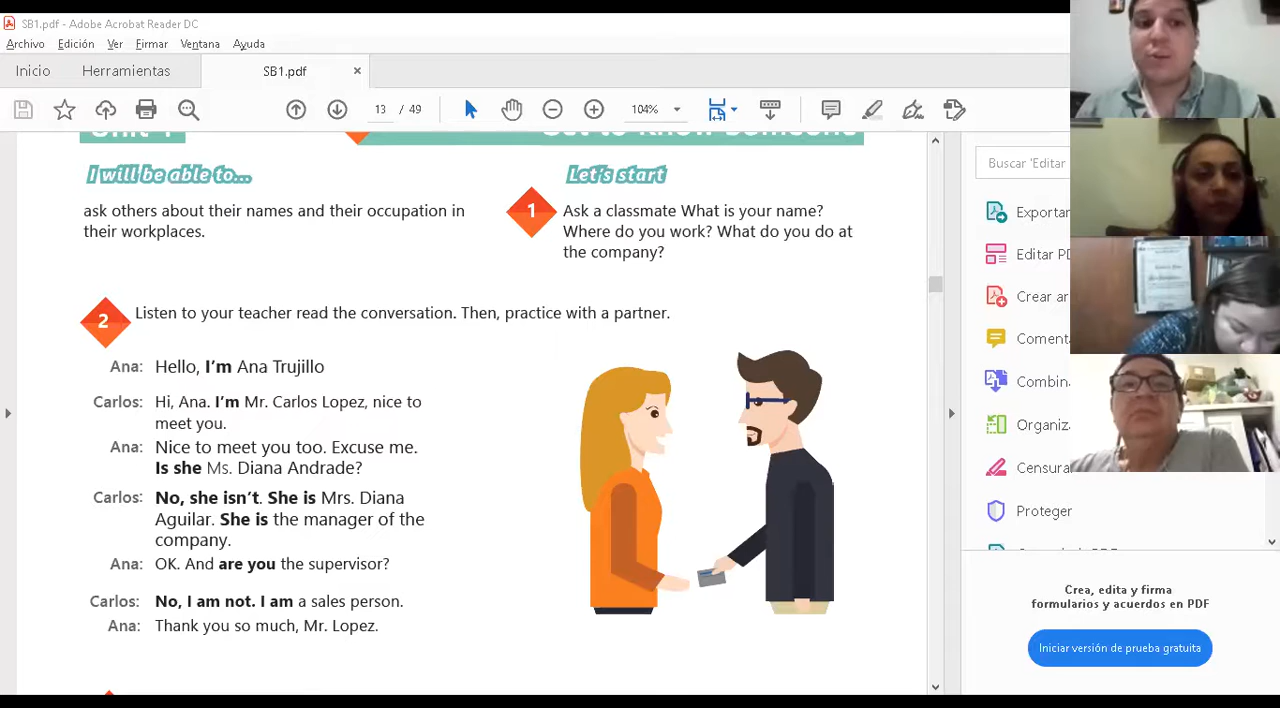 SB1.pdf - Adobe Acrobat Reader DC
Archivo Edición Ver Firmar Ventana Ayuda
Inicio Herramientas SB1.pdf ×
13 / 49 104%
I will be able to...
Let's start
ask others about their names and their occupation in
their workplaces.
1 Ask a classmate What is your name?
Where do you work? What do you do at
the company?
2 Listen to your teacher read the conversation. Then, practice with a partner.
Ana: Hello, I'm Ana Trujillo
Carlos: Hi, Ana. I'm Mr. Carlos Lopez, nice to
meet you.
Ana: Nice to meet you too. Excuse me.
Is she Ms. Diana Andrade?
Carlos: No, she isn't. She is Mrs. Diana
Aguilar. She is the manager of the
company.
Ana: OK. And are you the supervisor?
Carlos: No, I am not. I am a sales person.
Ana: Thank you so much, Mr. Lopez.
Buscar 'Editar
Exportar
Editar PD
Crear ar
Comenta
Combin
Organiz
Censura
Proteger
Crea, edita y firma
formularios y acuerdos en PDF
Iniciar versión de prueba gratuita